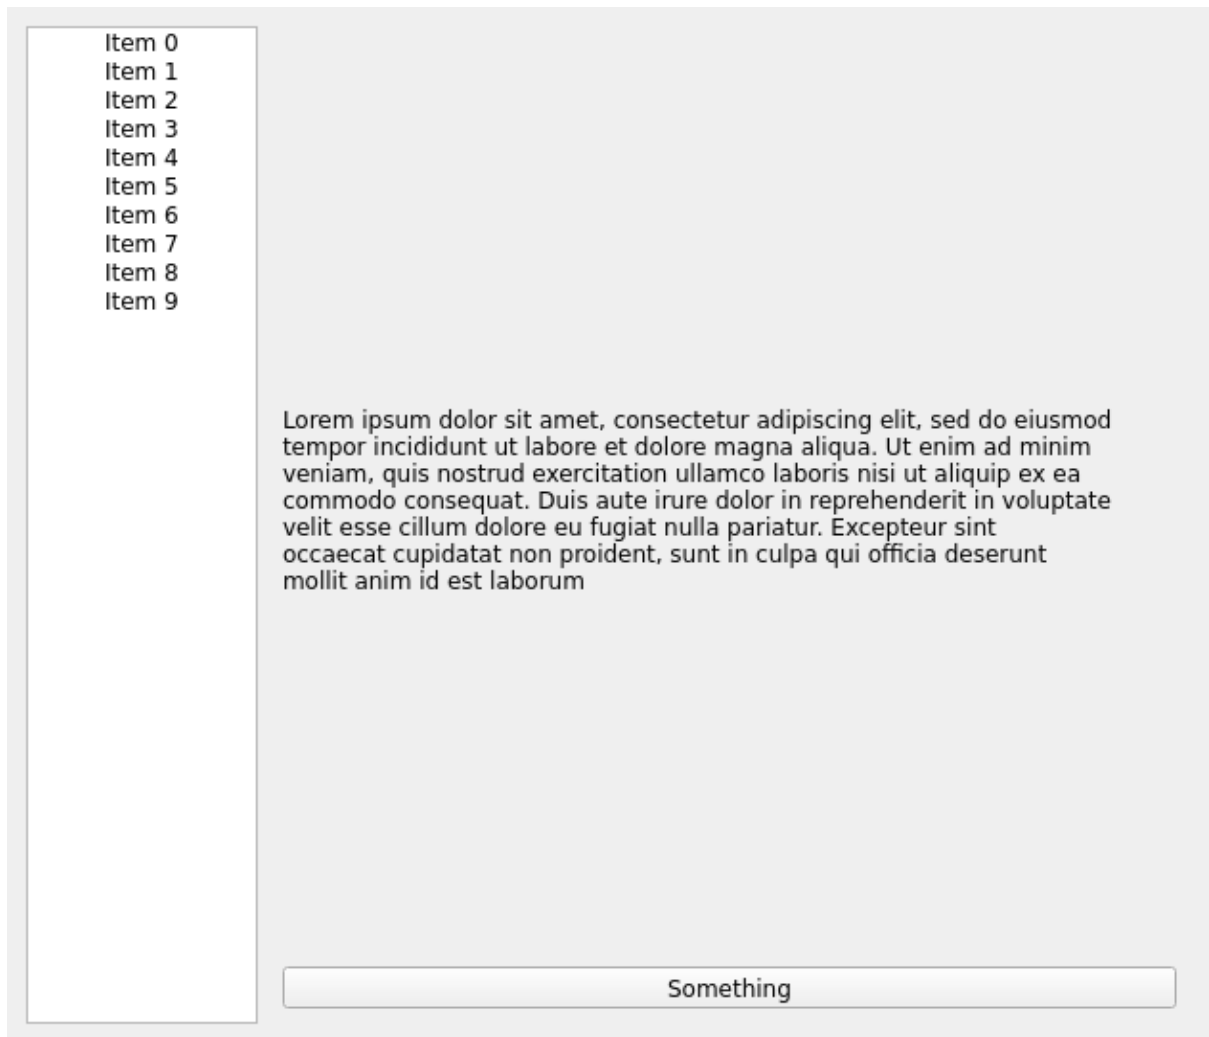 Item 0
Item 1
Item 2
Item 3
Item 4
Item 5
Item 6
Item 7
Item 8
Item 9
Lorem ipsum dolor sit amet, consectetur adipiscing elit, sed do eiusmod
tempor incididunt ut labore et dolore magna aliqua. Ut enim ad minim
veniam, quis nostrud exercitation ullamco laboris nisi ut aliquip ex ea
commodo consequat. Duis aute irure dolor in reprehenderit in voluptate
velit esse cillum dolore eu fugiat nulla pariatur. Excepteur sint
occaecat cupidatat non proident, sunt in culpa qui officia deserunt
mollit anim id est laborum
Something